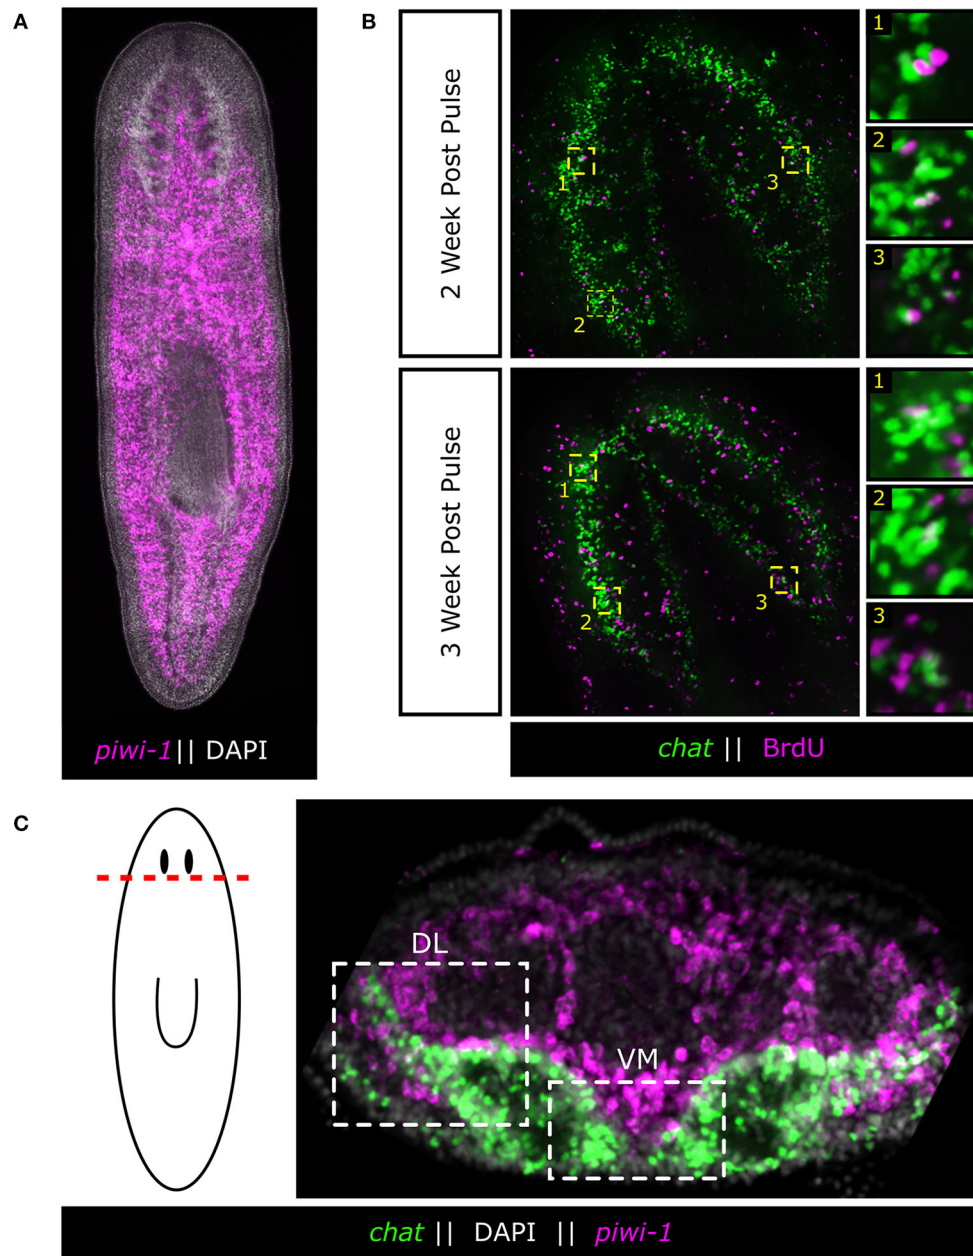 A
piwi-1 || DAPI
B
2 Week Post Pulse
1
2
3
1
2
3
3 Week Post Pulse
1
2
3
1
2
3
chat || BrdU
C
DL
VM
chat || DAPI || piwi-1